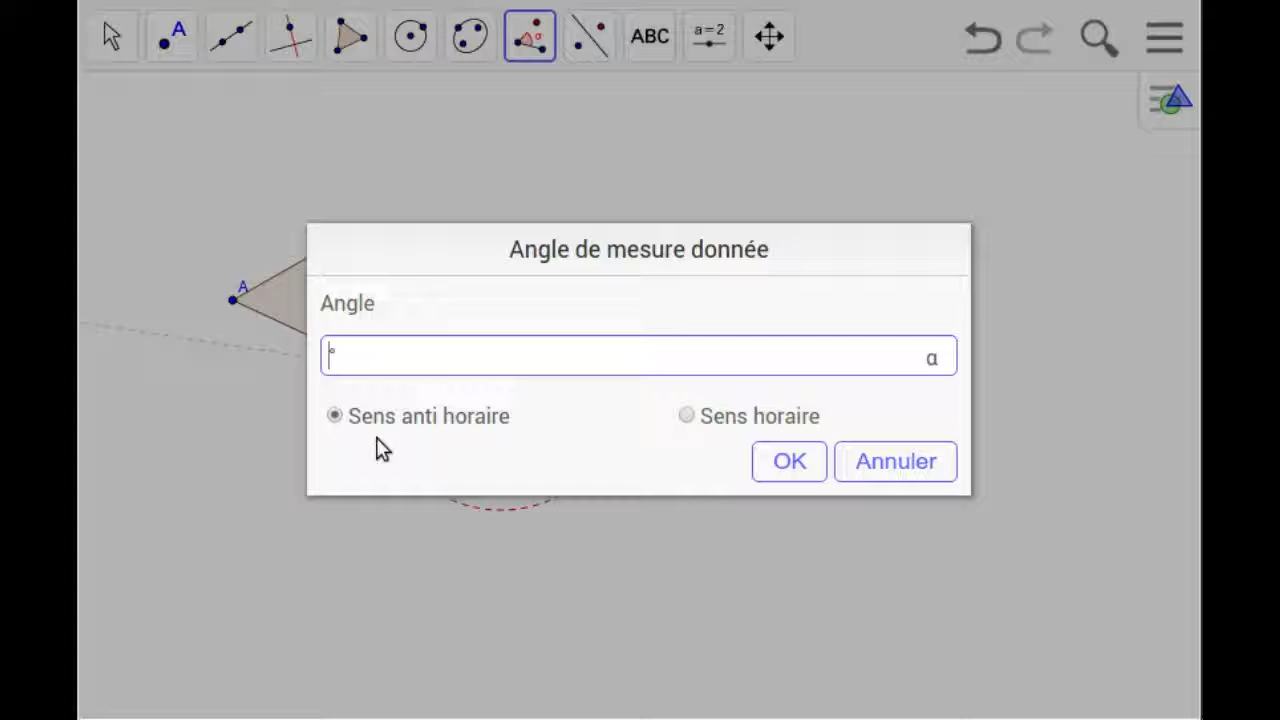 A
α
ABC
a=2
A
Angle de mesure donnée
Angle
° α
Sens anti horaire Sens horaire
OK Annuler